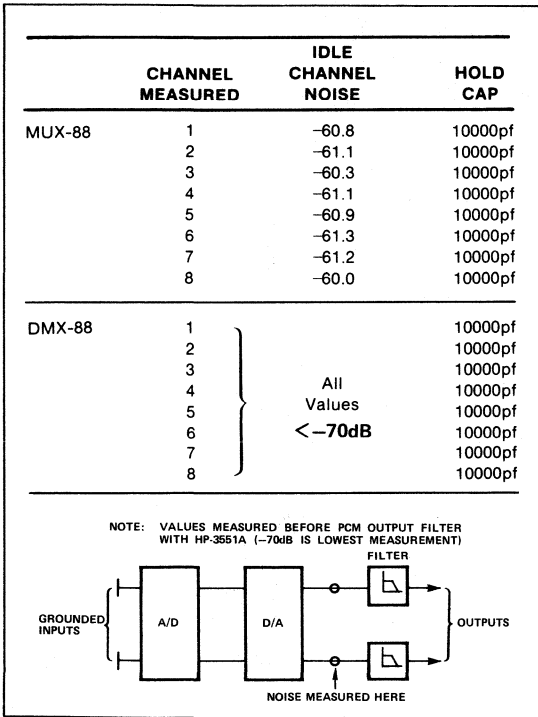 CHANNEL MEASURED IDLE CHANNEL NOISE HOLD CAP
MUX-88 1 −60.8 10000pf
2 −61.1 10000pf
3 −60.3 10000pf
4 −61.1 10000pf
5 −60.9 10000pf
6 −61.3 10000pf
7 −61.2 10000pf
8 −60.0 10000pf
DMX-88 1 10000pf
2 10000pf
3 10000pf
4 All 10000pf
5 Values 10000pf
6 <−70dB 10000pf
7 10000pf
8 10000pf
NOTE: VALUES MEASURED BEFORE PCM OUTPUT FILTER
WITH HP-3551A (−70dB IS LOWEST MEASUREMENT)
FILTER
GROUNDED INPUTS
A/D
D/A
OUTPUTS
NOISE MEASURED HERE